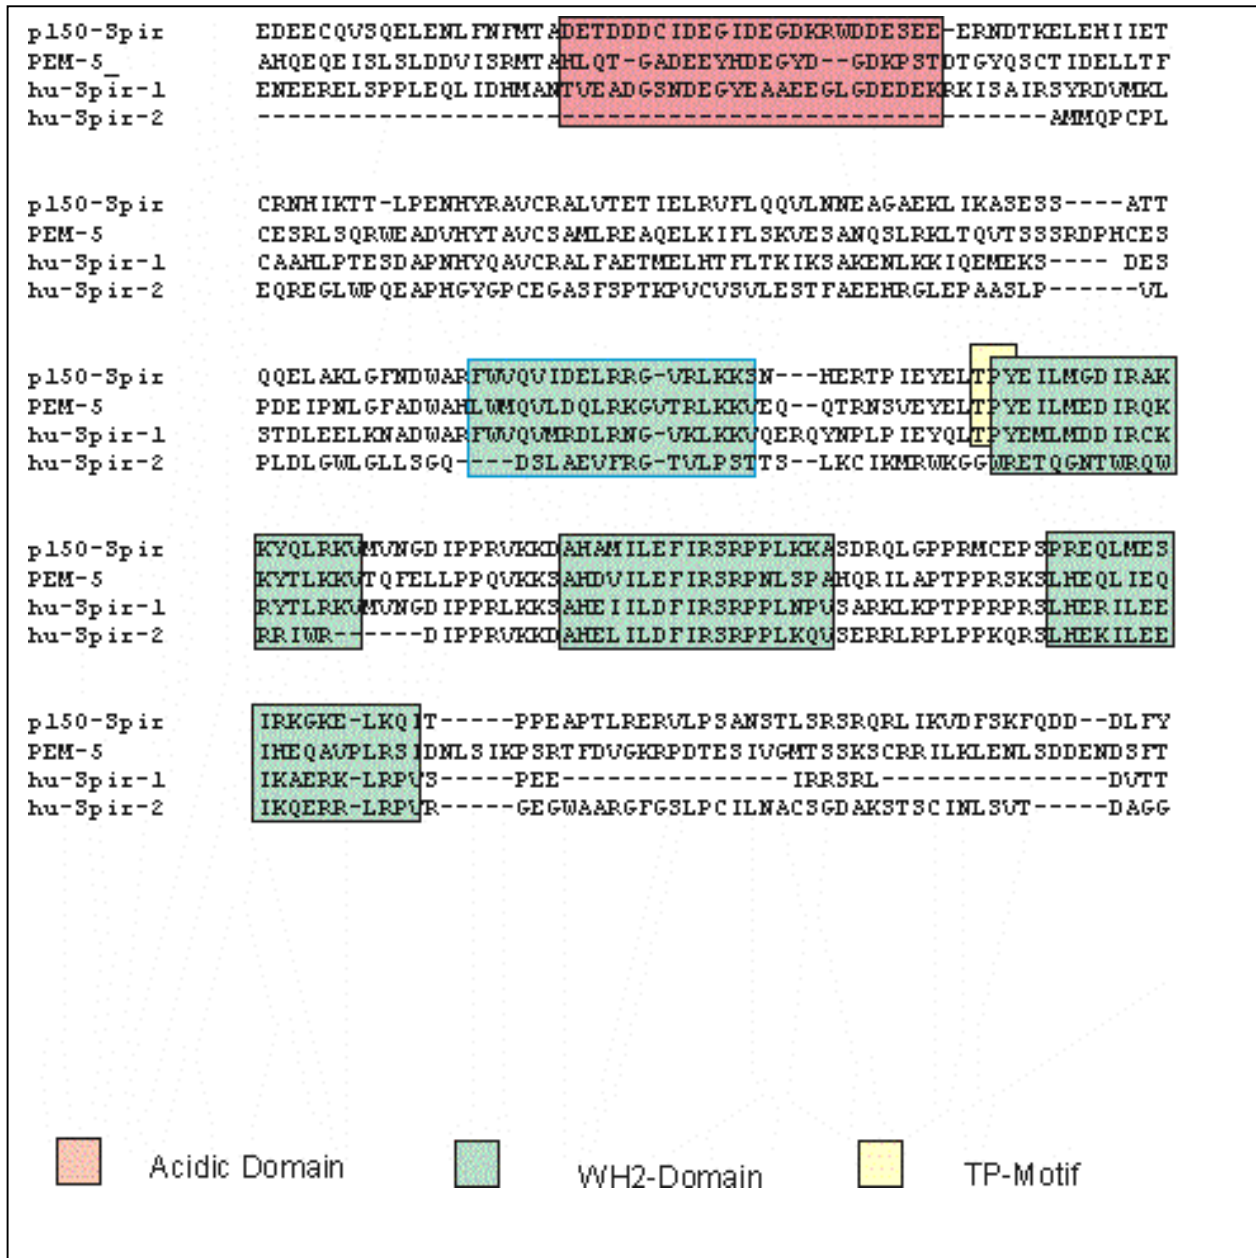 p150-Spir EDEECQVSQELENLFNFMTADETDDDCIDEGIDEGDKRWDDESEE-ERNDTKELEHIIET
PEM-5_ AHQEQEISLSLDDVISRMTAHLQT-GADEEYHDEGYD--GDKPSTDTGYQSCTIDELLTF
hu-Spir-1 ENEERELSPPLEQLIDHMANTVEADGSNDEGYEAAEEGLGDEDEKRKISAIRSYRDVMKL
hu-Spir-2 ----------------------------------------------------AMMQPCPL
p150-Spir CRNHIKTT-LPENHYRAVCRALVTETIELRVFLQQVLNNEAGAEKLIKASESS----ATT
PEM-5 CESRLSQRWEADVHYTAVCSAMLREAQELKIFLSKVESANQSLRKLTQVTSSSRDPHCES
hu-Spir-1 CAAHLPTESDAPNHYQAVCRALFAETMELHTFLTKIKSAKENLKKIQEMEKS---- DES
hu-Spir-2 EQREGLWPQEAPHGYGPCEGASFSPTKPVCVSVLESTFAEEHRGLEPAASLP------VL
p150-Spir QQELAKLGFNDWARFWVQVIDELRRG-VRLKKSN---HERTPIEYELTPYEILMGDIRAK
PEM-5 PDEIPNLGFADWAHLWMQVLDQLRKGVTRLKKVEQ--QTRNSVEYELTPYEILMEDIRQK
hu-Spir-1 STDLEELKNADWARFWVQVMRDLRNG-VKLKKVQERQYNPLPIEYQLTPYEMLMDDIRCK
hu-Spir-2 PLDLGWLGLLSGQ----DSLAEVFRG-TVLPSTTS--LKCIKMRWKGGWRETQGNTWRQW
p150-Spir KYQLRKVMVNGDIPPRVKKDAHAMILEFIRSRPPLKKASDRQLGPPRMCEPSPREQLMES
PEM-5 KYTLKKVTQFELLPPQVKKSAHDVILEFIRSRPNLSPAHQRILAPTPPRSKSLHEQLIEQ
hu-Spir-1 RYTLRKVMVNGDIPPRLKKSAHEIILDFIRSRPPLNPVSARKLKPTPPRPRSLHERILEE
hu-Spir-2 RRIWR------DIPPRVKKDAHELILDFIRSRPPLKQVSERRLRPLPPKQRSLHEKILEE
p150-Spir IRKGKE-LKQIT-----PPEAPTLRERVLPSANSTLSRSRQRLIKVDFSKFQDD--DLFY
PEM-5 IHEQAVPLRSIDNLSIKPSRTFDVGKRPDTESIVGMTSSKSCRRILKLENLSDDENDSFT
hu-Spir-1 IKAERK-LRPVS-----PEE---------------IRRSRL---------------DVTT
hu-Spir-2 IKQERR-LRPVR-----GEGWAARGFGSLPCILNACSGDAKSTSCINLSVT-----DAGG
Acidic Domain WH2-Domain TP-Motif